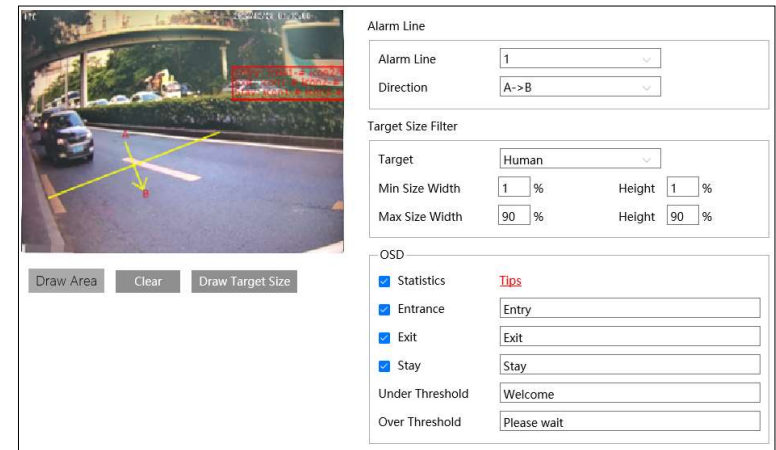 IPC
A
B
Draw Area
Clear
Draw Target Size
Alarm Line
Alarm Line
1
Direction
A->B
Target Size Filter
Target
Human
Min Size Width
1
%
Height
1
%
Max Size Width
90
%
Height
90
%
OSD
Statistics
Tips
Entrance
Entry
Exit
Exit
Stay
Stay
Under Threshold
Welcome
Over Threshold
Please wait